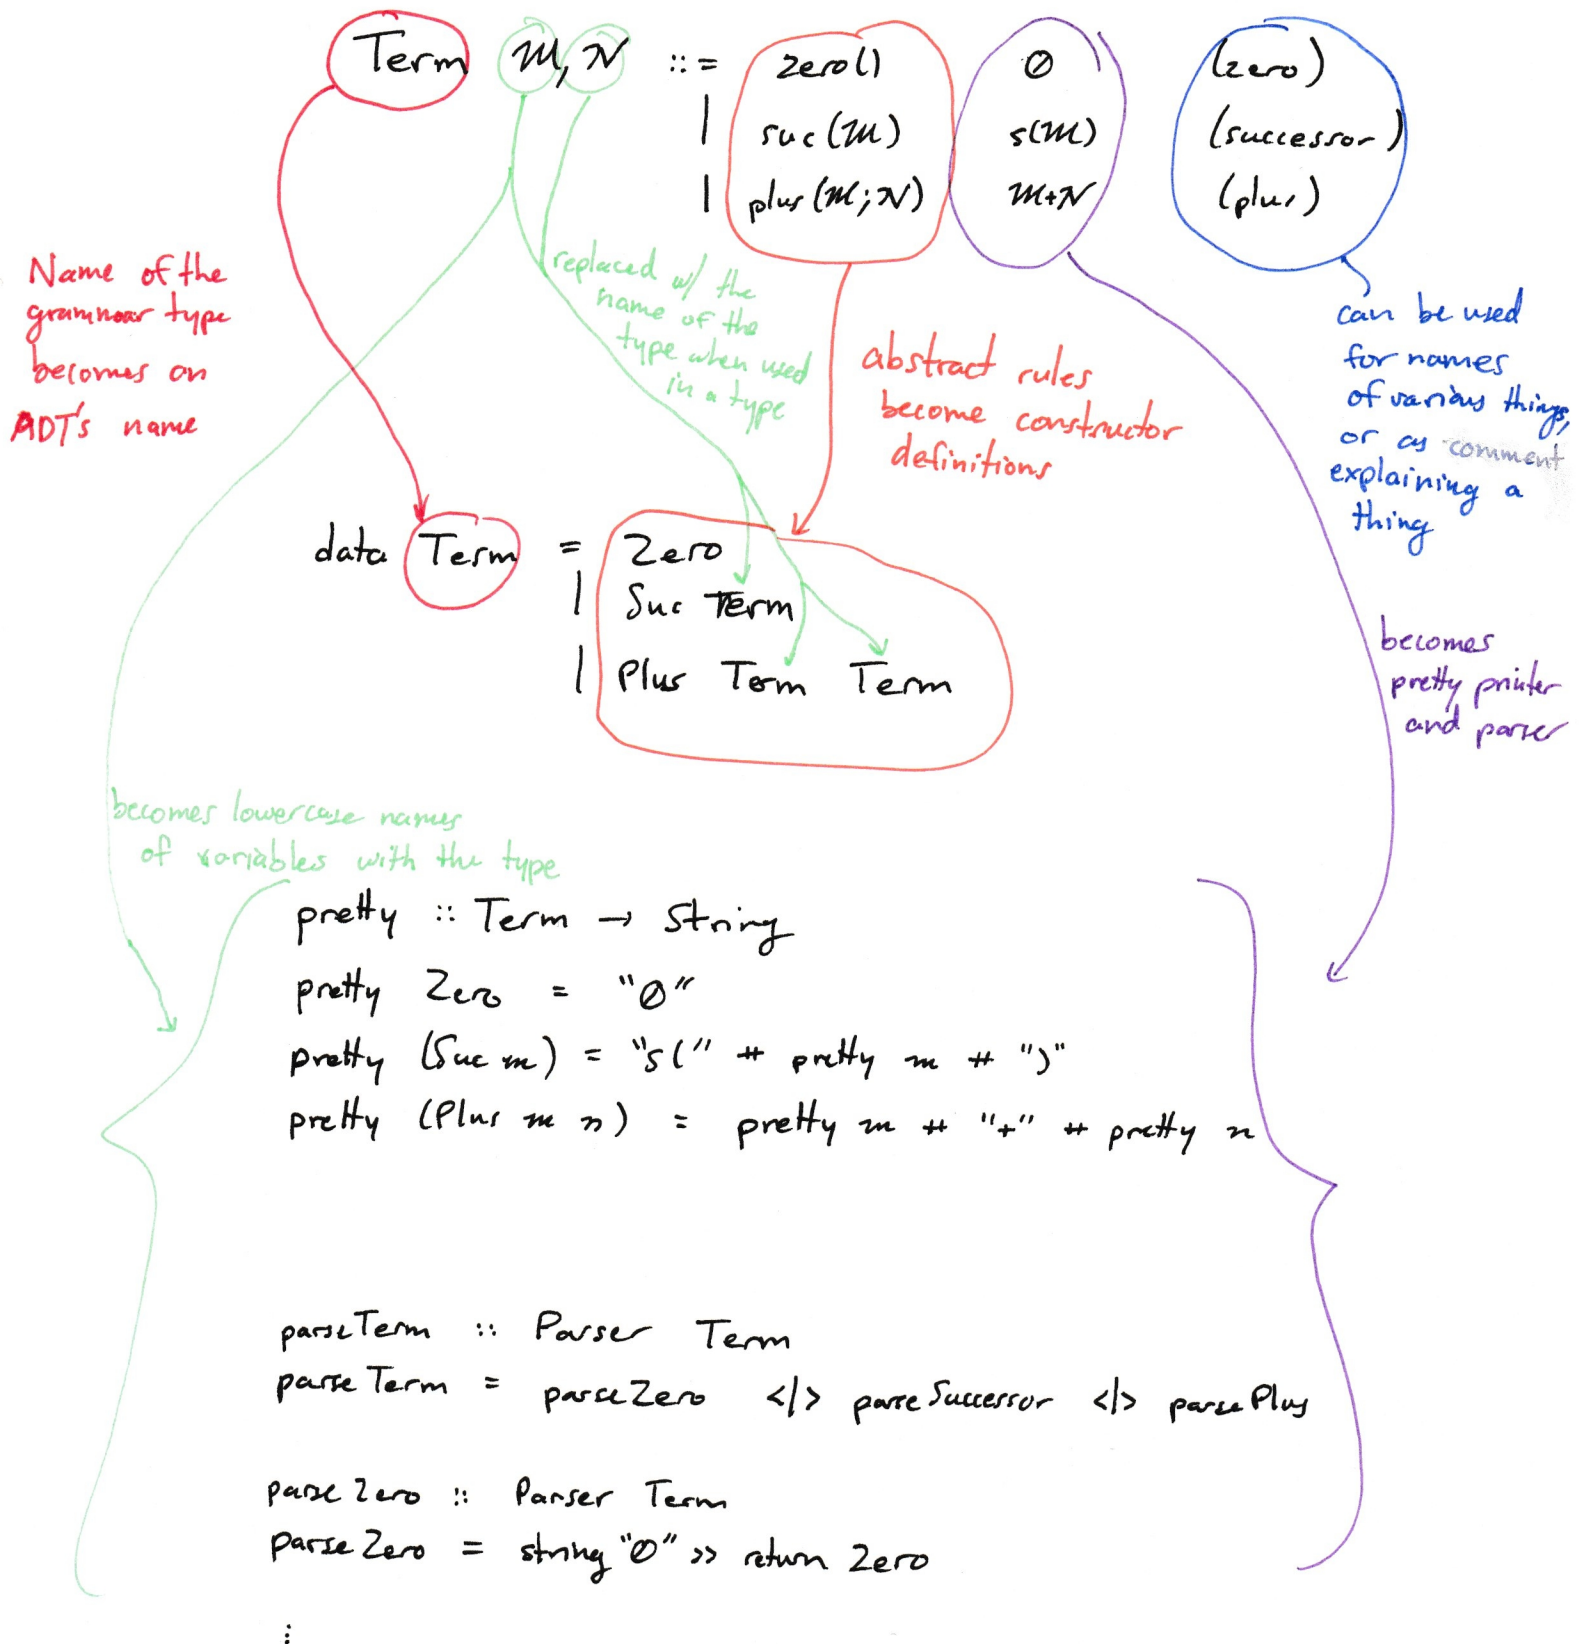 Term M, N ::= zero() 0 (zero)
| suc(M) s(M) (successor)
| plus(M; N) M+N (plus)
Name of the
grammar type
becomes an
ADT's name
replaced w/ the
name of the
type when used
in a type
abstract rules
become constructor
definitions
can be used
for names
of various things,
or as comment
explaining a
thing
data Term = Zero
| Suc Term
| Plus Term Term
becomes
pretty printer
and parser
becomes lowercase names
of variables with the type
pretty :: Term → String
pretty Zero = "0"
pretty (Suc m) = "s(" ++ pretty m ++ ")"
pretty (Plus m n) = pretty m ++ "+" ++ pretty n
parseTerm :: Parser Term
parseTerm = parseZero <|> parseSuccessor <|> parsePlus
parseZero :: Parser Term
parseZero = string "0" >> return Zero
⋮